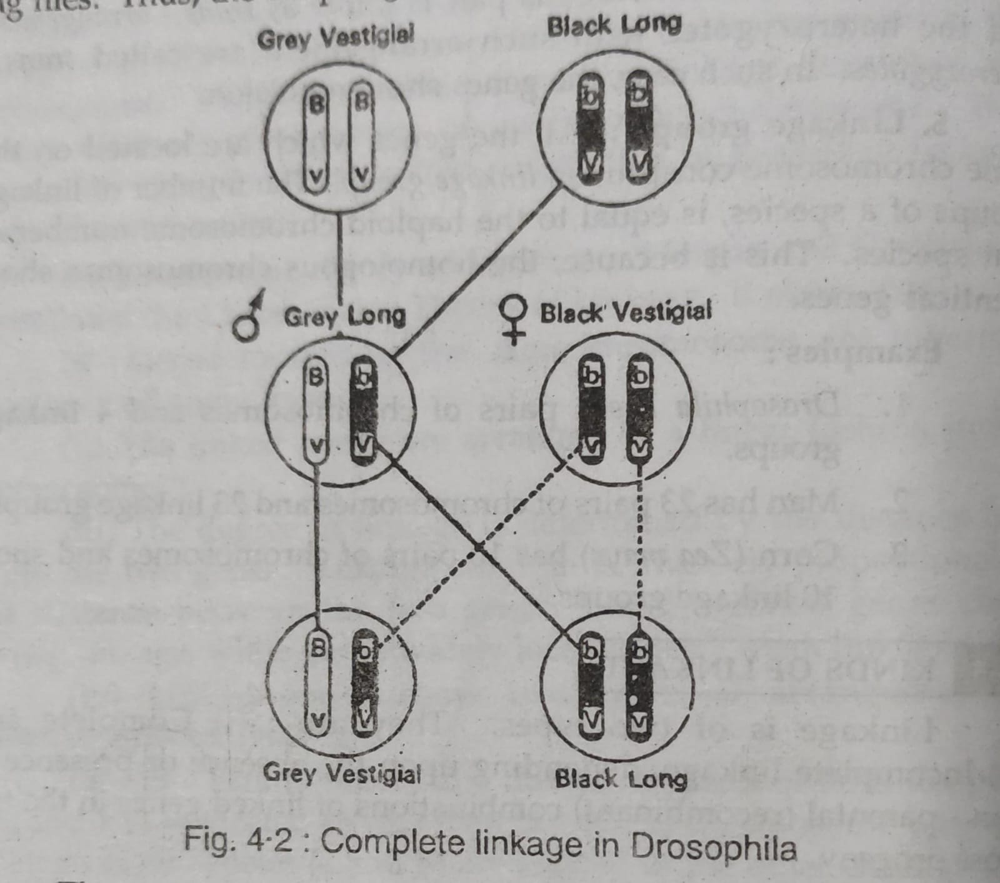 Grey Vestigial
Black Long
B B
v v
b b
V V
♂ Grey Long
♀ Black Vestigial
B b
v V
b b
v v
B b
v v
b b
V v
Grey Vestigial
Black Long
Fig. 4·2 : Complete linkage in Drosophila